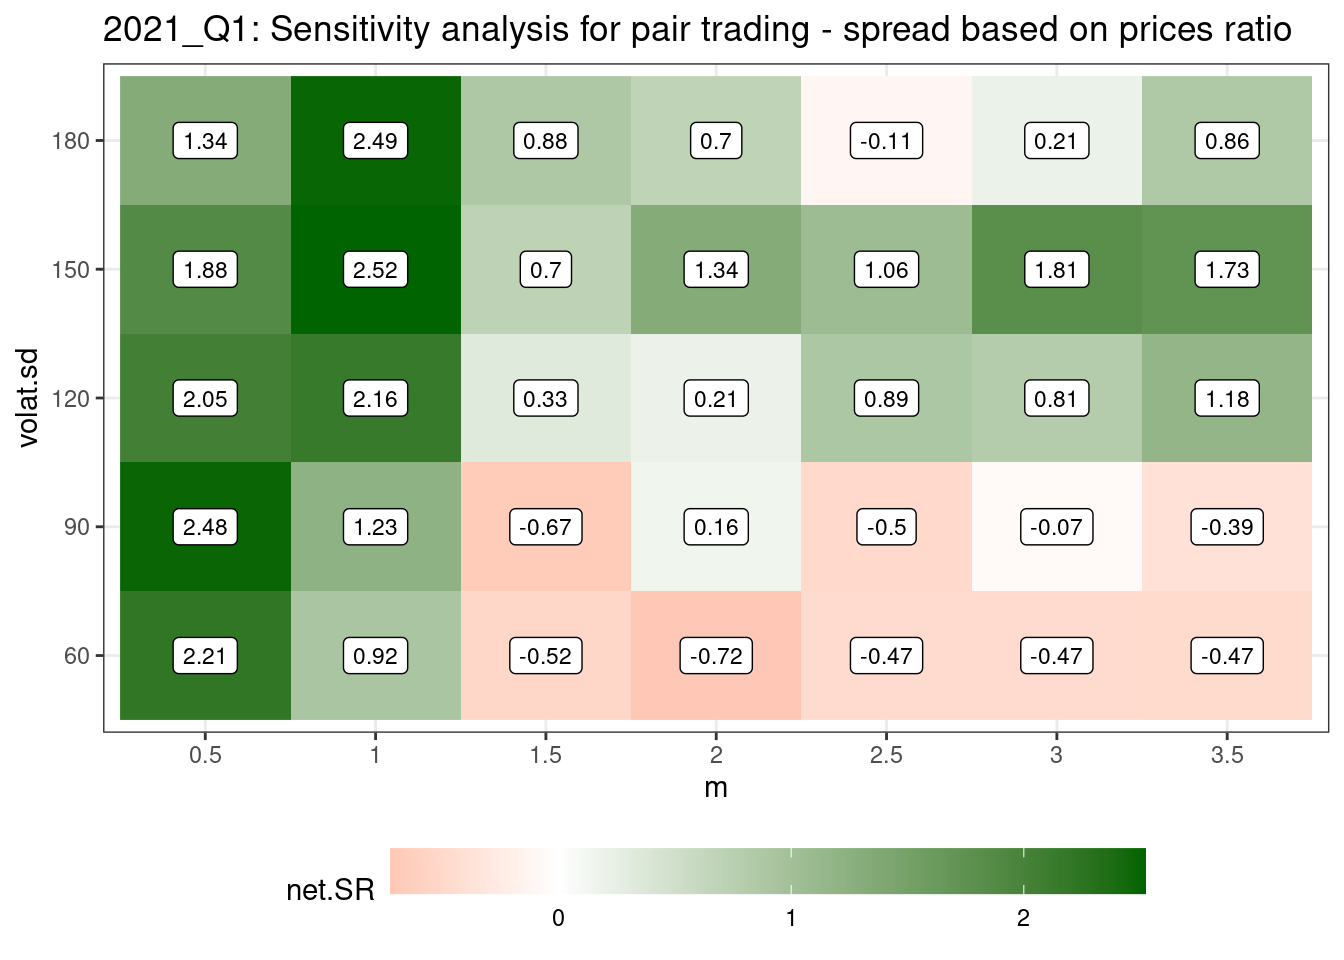 2021_Q1: Sensitivity analysis for pair trading - spread based on prices ratio
180 1.34 2.49 0.88 0.7 -0.11 0.21 0.86
150 1.88 2.52 0.7 1.34 1.06 1.81 1.73
volat.sd
120 2.05 2.16 0.33 0.21 0.89 0.81 1.18
90 2.48 1.23 -0.67 0.16 -0.5 -0.07 -0.39
60 2.21 0.92 -0.52 -0.72 -0.47 -0.47 -0.47
0.5 1 1.5 2 2.5 3 3.5
m
net.SR
0 1 2